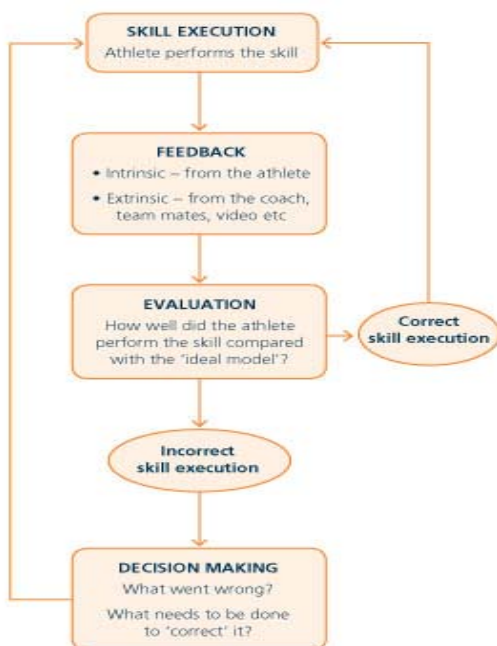 SKILL EXECUTION
Athlete performs the skill
FEEDBACK
• Intrinsic – from the athlete
• Extrinsic – from the coach,
team mates, video etc
EVALUATION
How well did the athlete
perform the skill compared
with the ‘ideal model’?
Correct
skill execution
Incorrect
skill execution
DECISION MAKING
What went wrong?
What needs to be done
to ‘correct’ it?